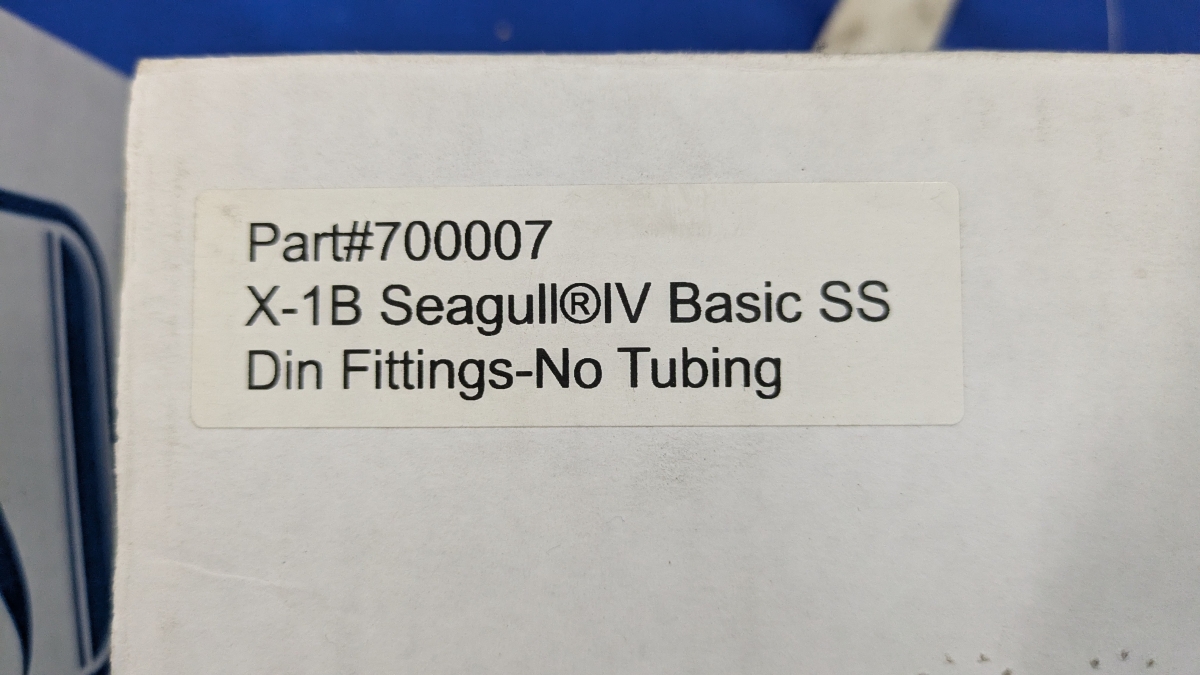 Part#700007
X-1B Seagull®IV Basic SS
Din Fittings-No Tubing